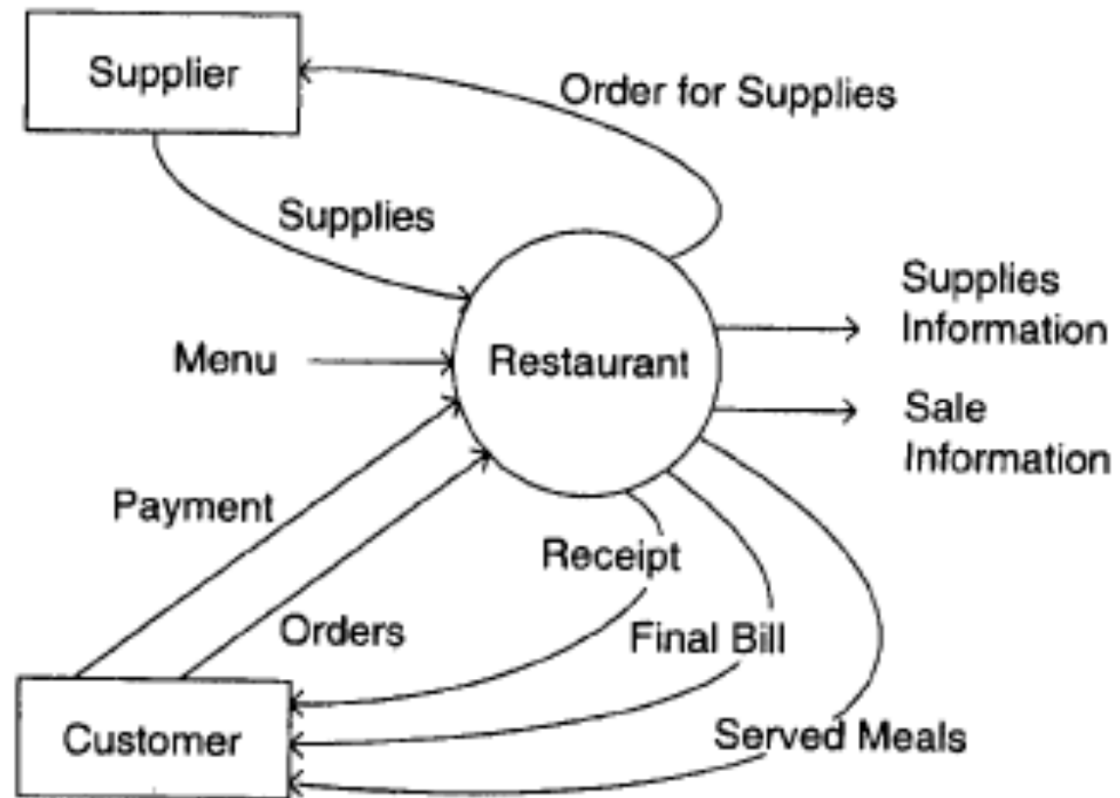 Supplier
Order for Supplies
Supplies
Supplies
Information
Menu
Restaurant
Sale
Information
Payment
Receipt
Orders
Final Bill
Customer
Served Meals